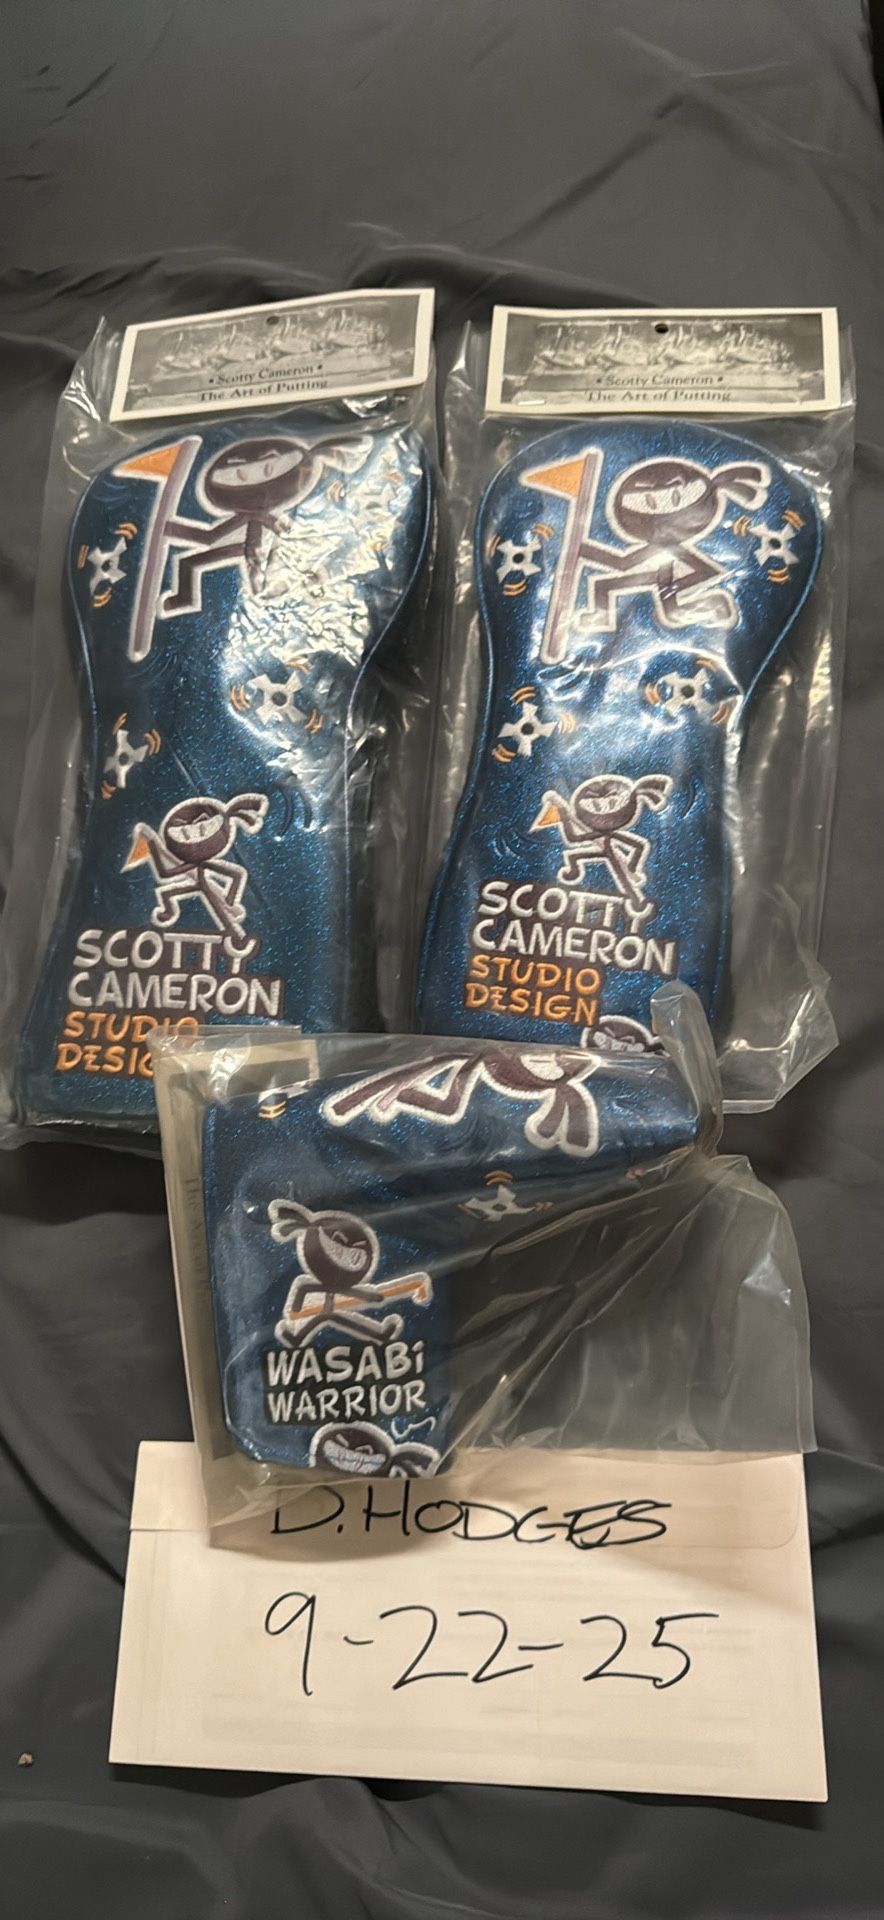 • Scotty Cameron •
The Art of Putting
• Scotty Cameron •
The Art of Putting
SCOTTY
CAMERON
STUDIO
DESIGN
SCOTTY
CAMERON
STUDIO
DESIG
WASABi
WARRIOR
D. HODGES
9-22-25